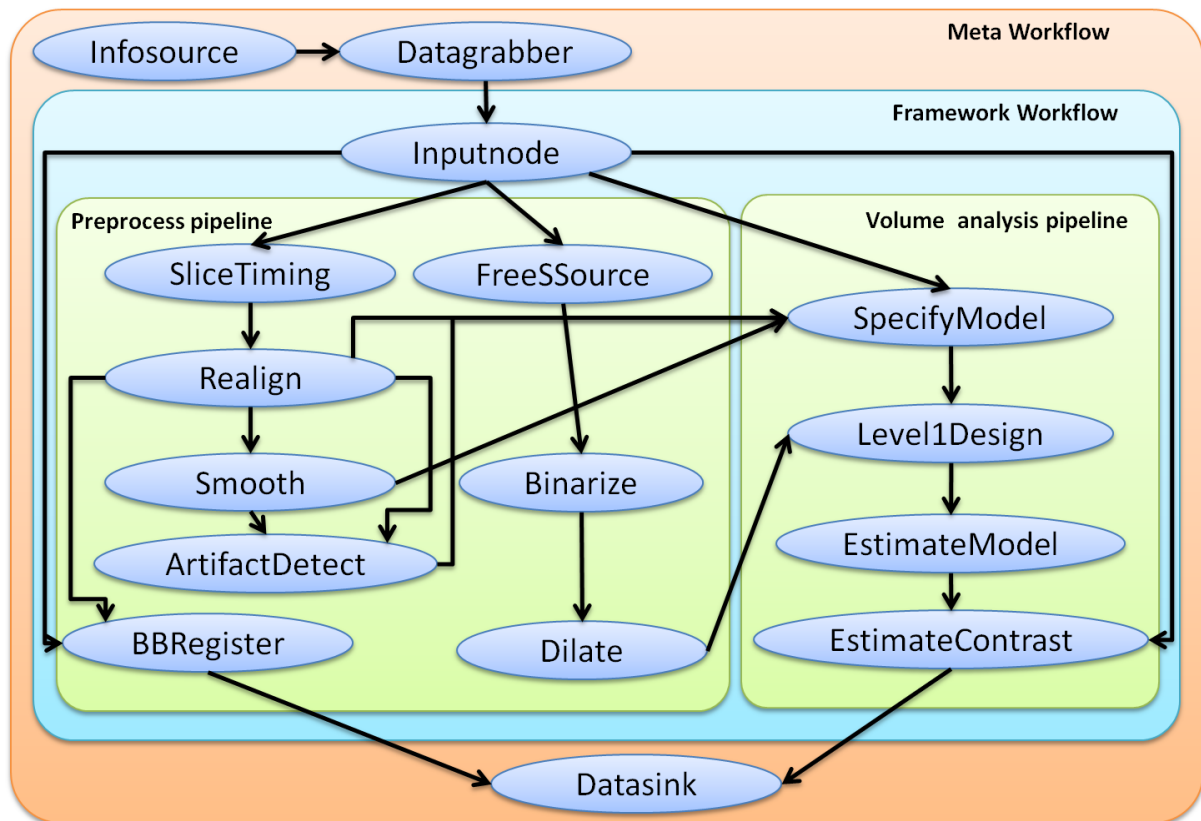 Meta Workflow
Infosource
Datagrabber
Framework Workflow
Inputnode
Preprocess pipeline
Volume analysis pipeline
SliceTiming
FreeSSource
SpecifyModel
Realign
Level1Design
Smooth
Binarize
ArtifactDetect
EstimateModel
BBRegister
Dilate
EstimateContrast
Datasink